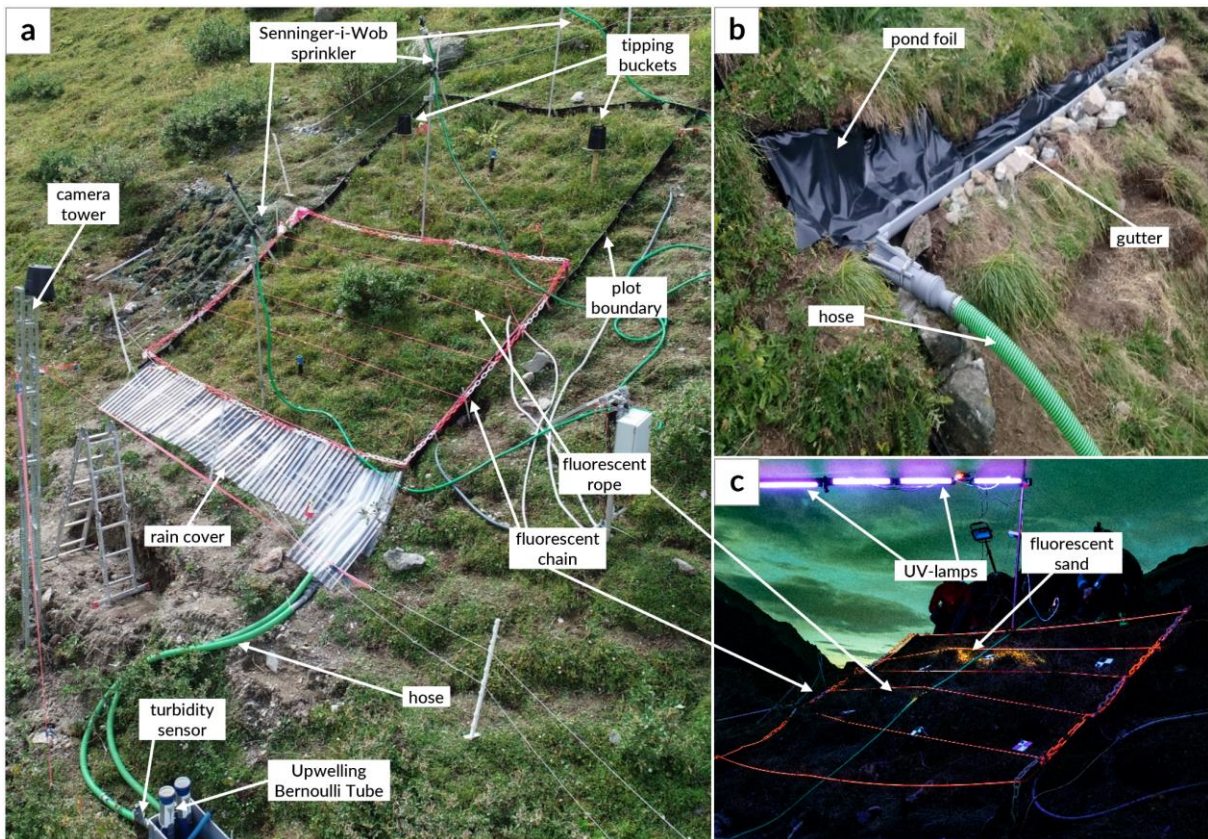 a
Senninger-i-Wob
sprinkler
tipping
buckets
camera
tower
plot
boundary
fluorescent
rope
rain cover
fluorescent
chain
hose
turbidity
sensor
Upwelling
Bernoulli Tube
b
pond foil
gutter
hose
c
UV-lamps
fluorescent
sand